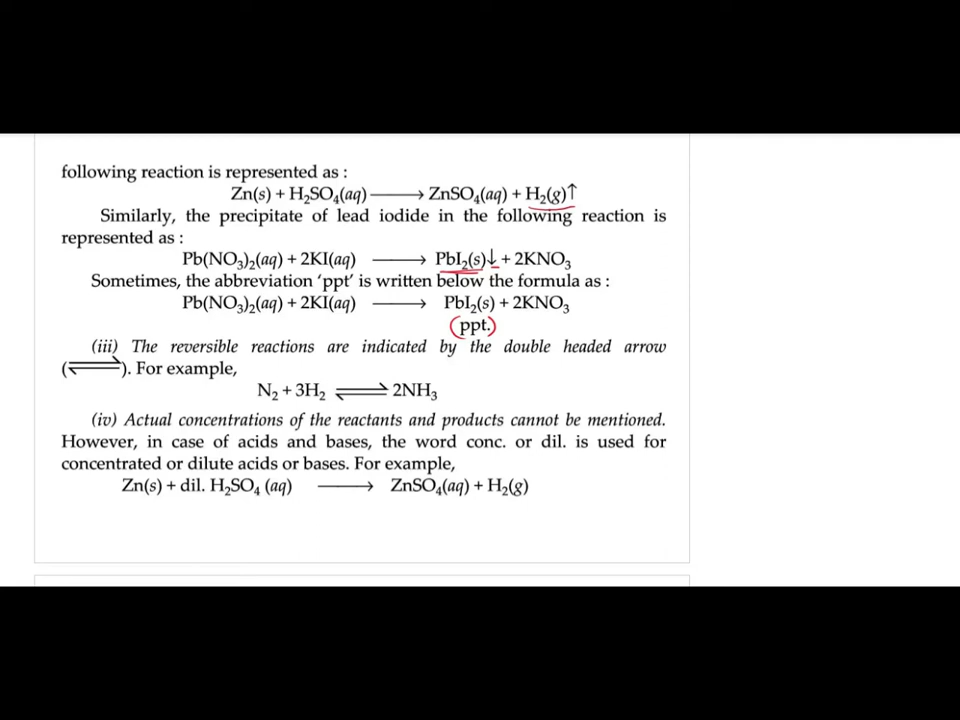 following reaction is represented as :
Zn(s) + H₂SO₄(aq) ⟶ ZnSO₄(aq) + H₂(g)↑
Similarly, the precipitate of lead iodide in the following reaction is
represented as :
Pb(NO₃)₂(aq) + 2KI(aq) ⟶ PbI₂(s)↓ + 2KNO₃
Sometimes, the abbreviation ‘ppt’ is written below the formula as :
Pb(NO₃)₂(aq) + 2KI(aq) ⟶ PbI₂(s) + 2KNO₃
(ppt.)
(iii) The reversible reactions are indicated by the double headed arrow
(⇌). For example,
N₂ + 3H₂ ⇌ 2NH₃
(iv) Actual concentrations of the reactants and products cannot be mentioned.
However, in case of acids and bases, the word conc. or dil. is used for
concentrated or dilute acids or bases. For example,
Zn(s) + dil. H₂SO₄ (aq) ⟶ ZnSO₄(aq) + H₂(g)